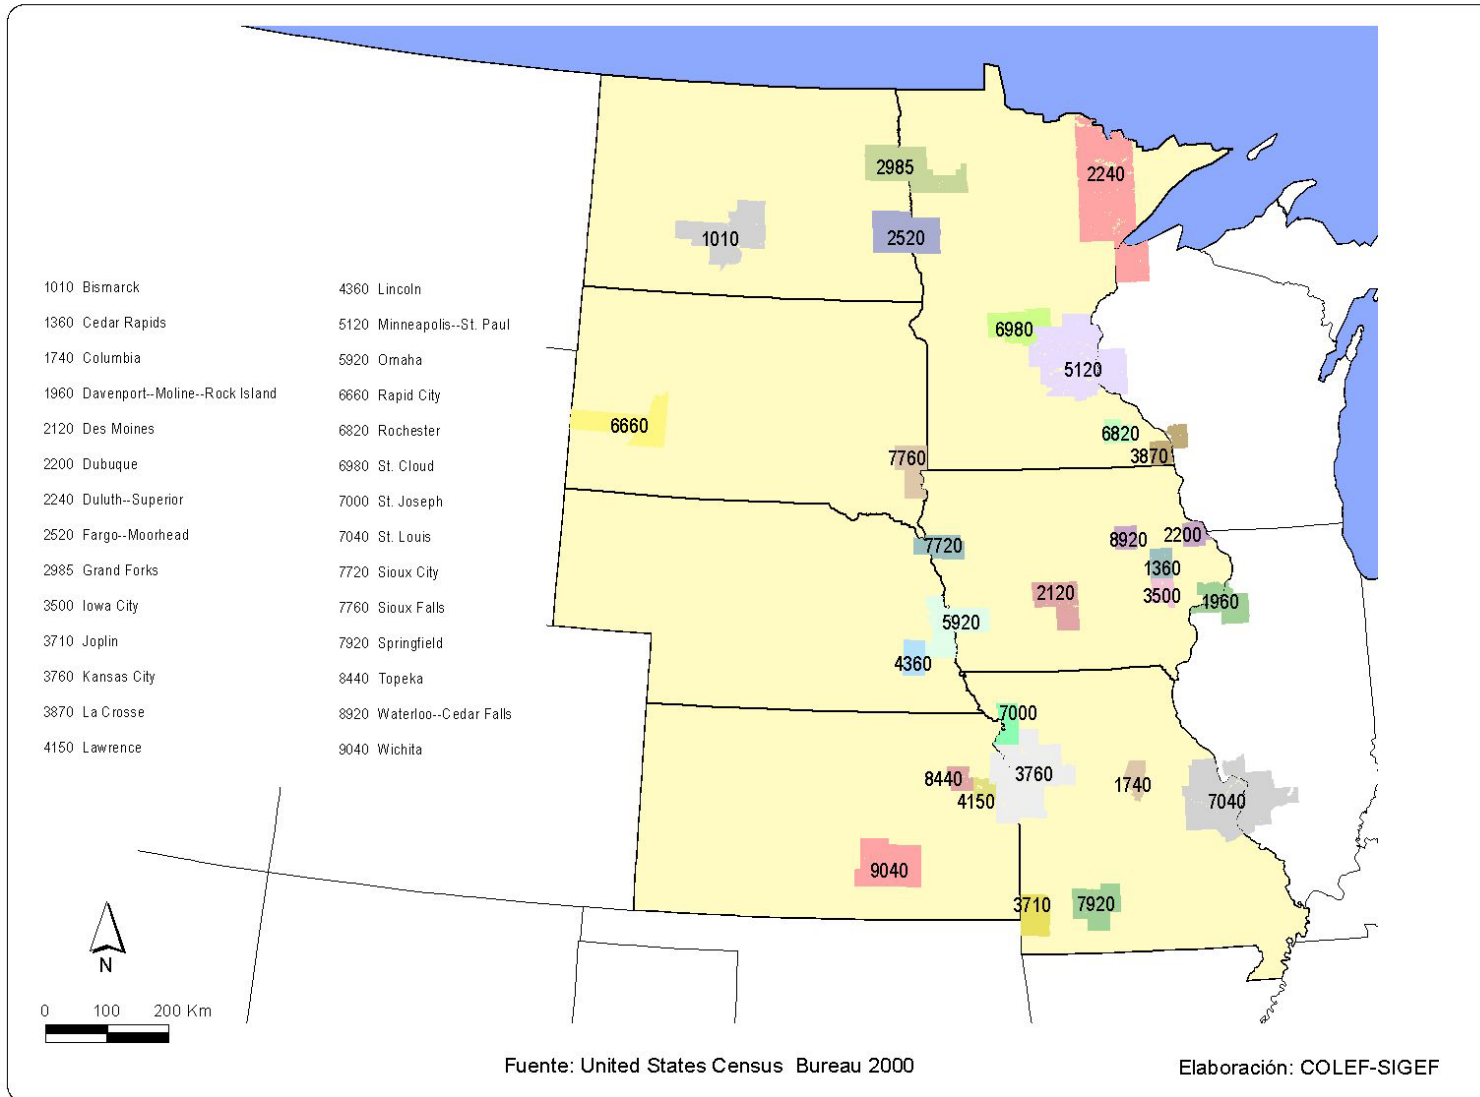 2985
2240
1010
2520
6980
5120
6660
6820
3870
7760
8920
2200
7720
1360
2120
3500
1960
5920
4360
7000
8440
3760
4150
1740
7040
9040
3710
7920
1010 Bismarck
1360 Cedar Rapids
1740 Columbia
1960 Davenport--Moline--Rock Island
2120 Des Moines
2200 Dubuque
2240 Duluth--Superior
2520 Fargo--Moorhead
2985 Grand Forks
3500 Iowa City
3710 Joplin
3760 Kansas City
3870 La Crosse
4150 Lawrence
4360 Lincoln
5120 Minneapolis--St. Paul
5920 Omaha
6660 Rapid City
6820 Rochester
6980 St. Cloud
7000 St. Joseph
7040 St. Louis
7720 Sioux City
7760 Sioux Falls
7920 Springfield
8440 Topeka
8920 Waterloo--Cedar Falls
9040 Wichita
N
0 100 200 Km
Fuente: United States Census Bureau 2000
Elaboración: COLEF-SIGEF